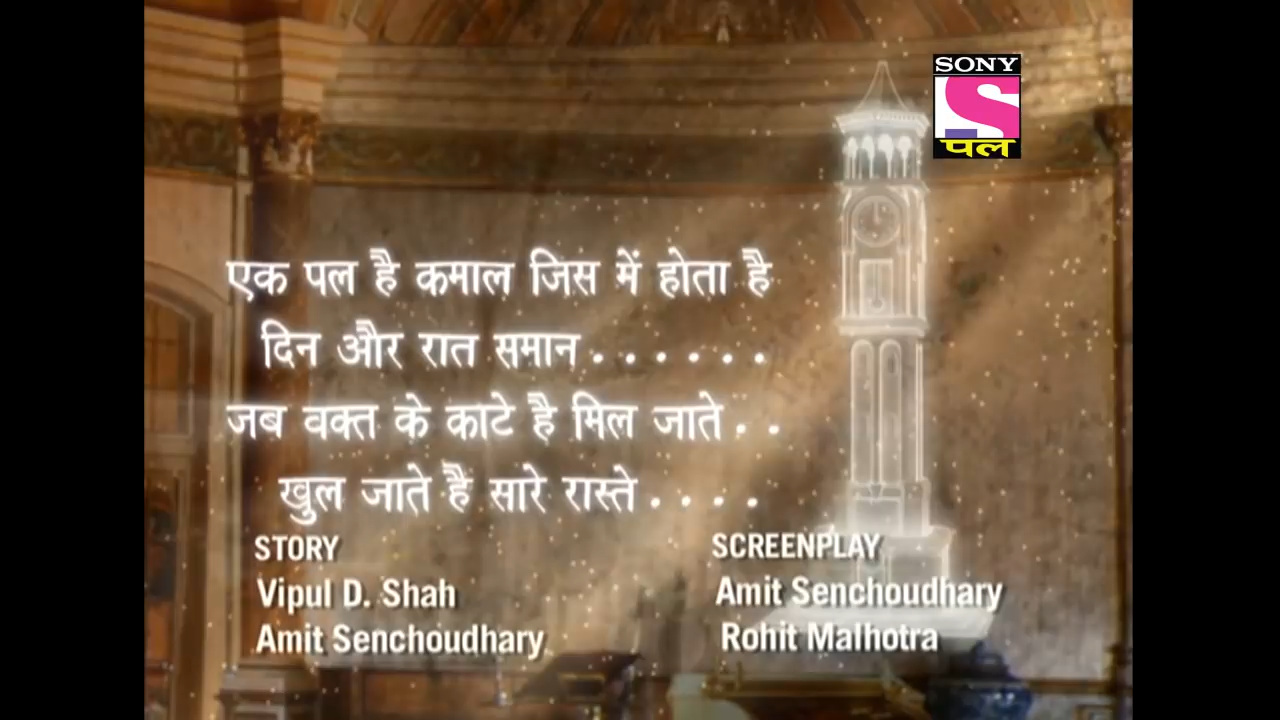 SONY
S
पल
एक पल है कमाल जिस में होता है
दिन और रात समान . . . . . .
जब वक्त के काटे है मिल जाते . .
खुल जाते हैं सारे रास्ते . . . .
STORY
Vipul D. Shah
Amit Senchoudhary
SCREENPLAY
Amit Senchoudhary
Rohit Malhotra